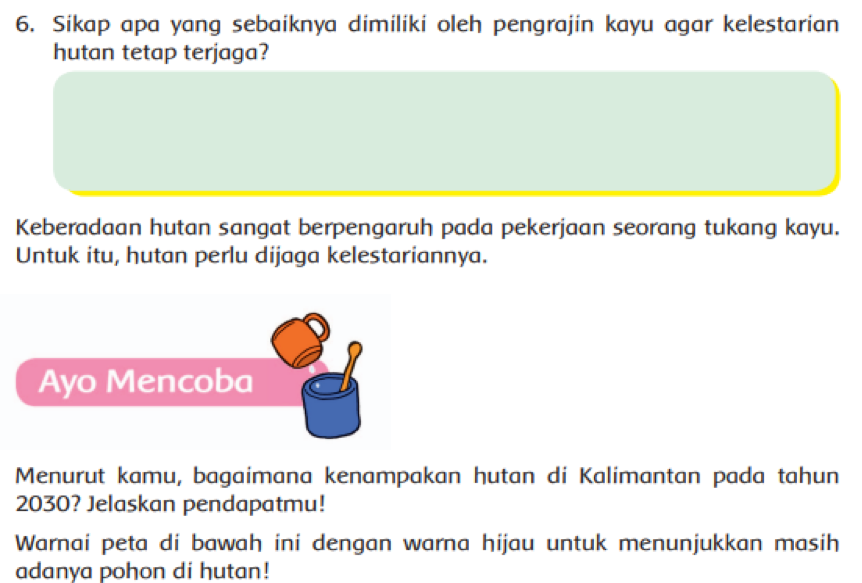 6. Sikap apa yang sebaiknya dimiliki oleh pengrajin kayu agar kelestarian
hutan tetap terjaga?
Keberadaan hutan sangat berpengaruh pada pekerjaan seorang tukang kayu.
Untuk itu, hutan perlu dijaga kelestariannya.
Ayo Mencoba
Menurut kamu, bagaimana kenampakan hutan di Kalimantan pada tahun
2030? Jelaskan pendapatmu!
Warnai peta di bawah ini dengan warna hijau untuk menunjukkan masih
adanya pohon di hutan!